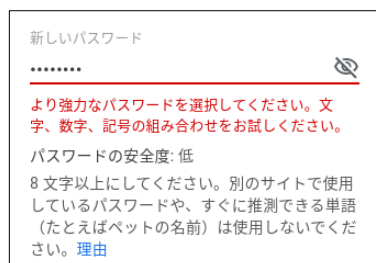 新しいパスワード
••••••••
より強力なパスワードを選択してください。文
字、数字、記号の組み合わせをお試しください。
パスワードの安全度: 低
8 文字以上にしてください。別のサイトで使用
しているパスワードや、すぐに推測できる単語
（たとえばペットの名前）は使用しないでくだ
さい。理由